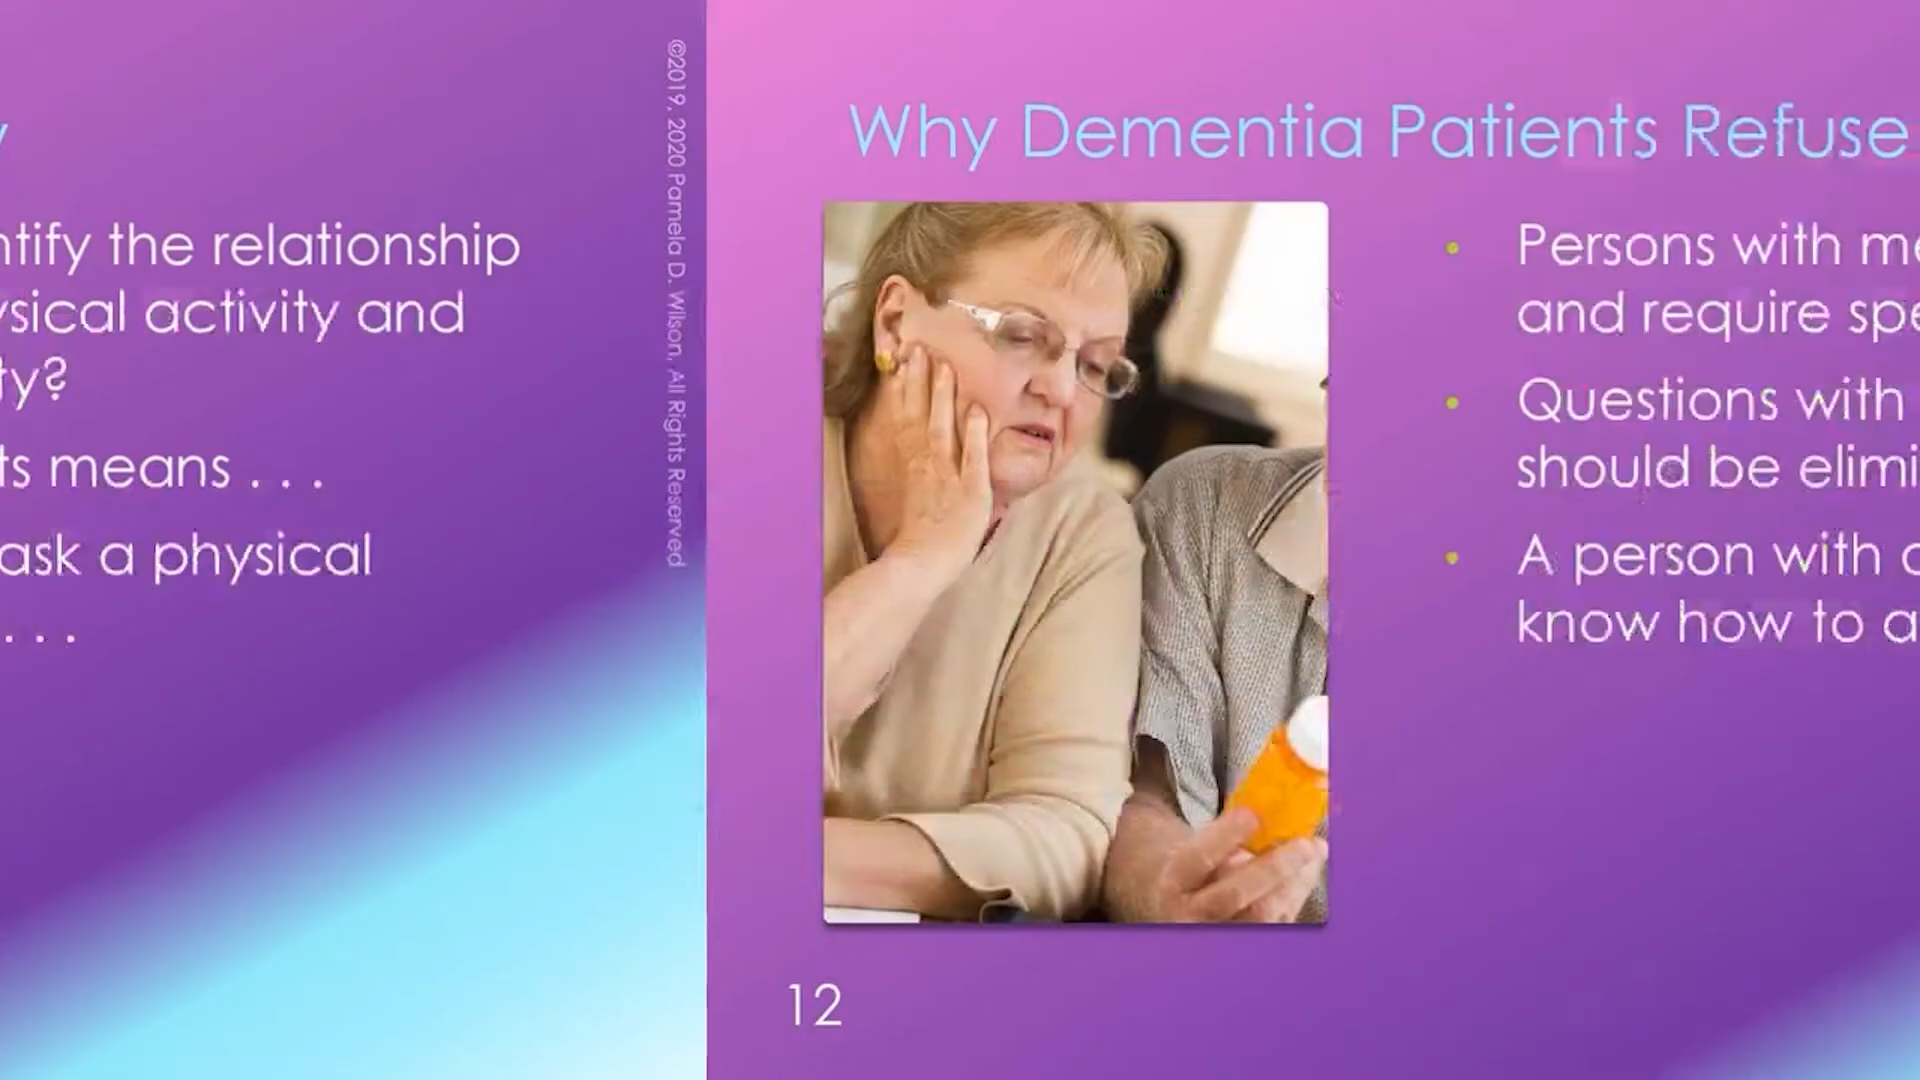 ntify the relationship
ysical activity and
ty?
ts means . . .
ask a physical
. . .
©2019, 2020 Pamela D. Wilson, All Rights Reserved
Why Dementia Patients Refuse
• Persons with me
and require spe
• Questions with
should be elimi
• A person with
know how to a
12